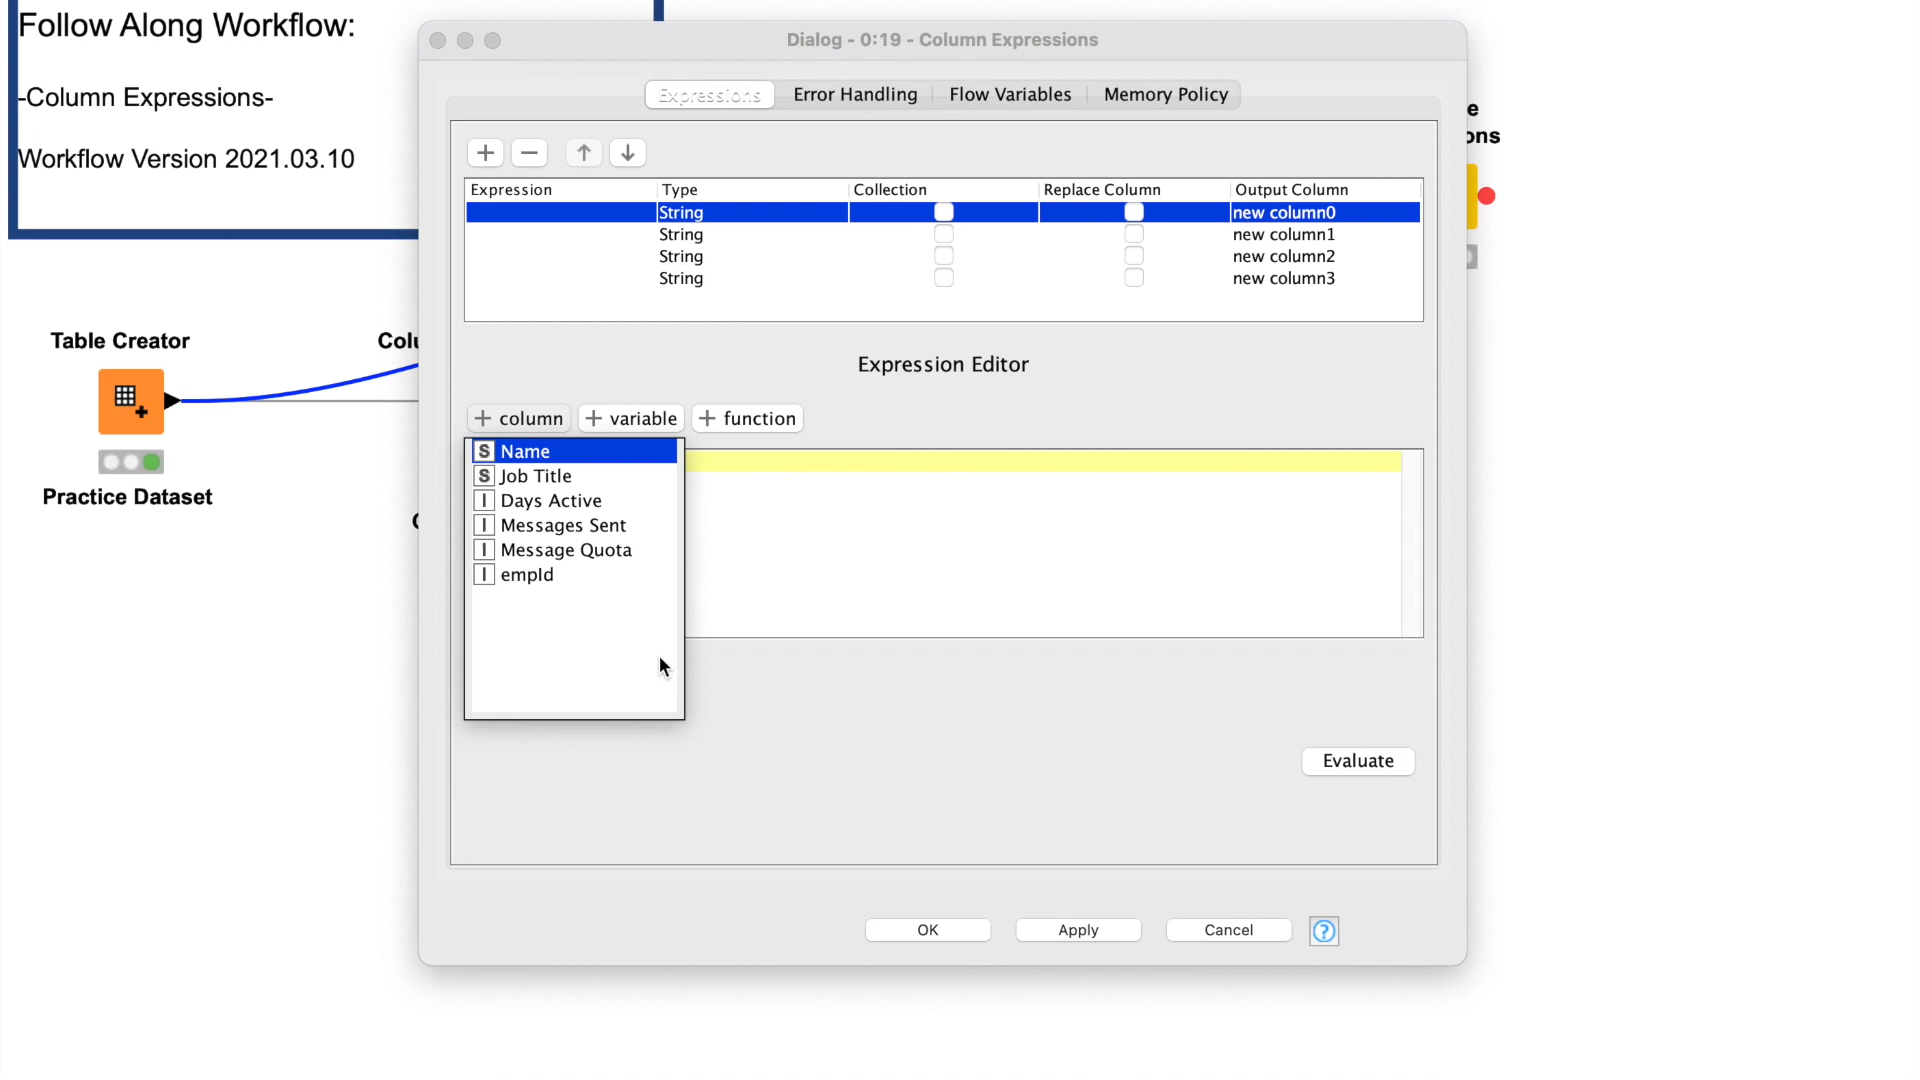 Follow Along Workflow:
-Column Expressions-
Workflow Version 2021.03.10
Table Creator
Practice Dataset
Dialog - 0:19 - Column Expressions
Expressions Error Handling Flow Variables Memory Policy
Expression Type Collection Replace Column Output Column
String new column0
String new column1
String new column2
String new column3
Expression Editor
+ column + variable + function
S Name
S Job Title
I Days Active
I Messages Sent
I Message Quota
I empId
Evaluate
OK Apply Cancel ?